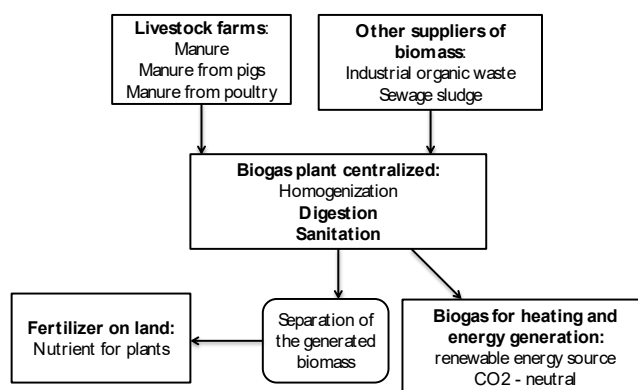 Livestock farms:
Manure
Manure from pigs
Manure from poultry
Other suppliers of
biomass:
Industrial organic waste
Sewage sludge
Biogas plant centralized:
Homogenization
Digestion
Sanitation
Fertilizer on land:
Nutrient for plants
Separation of
the generated
biomass
Biogas for heating and
energy generation:
renewable energy source
CO2 - neutral